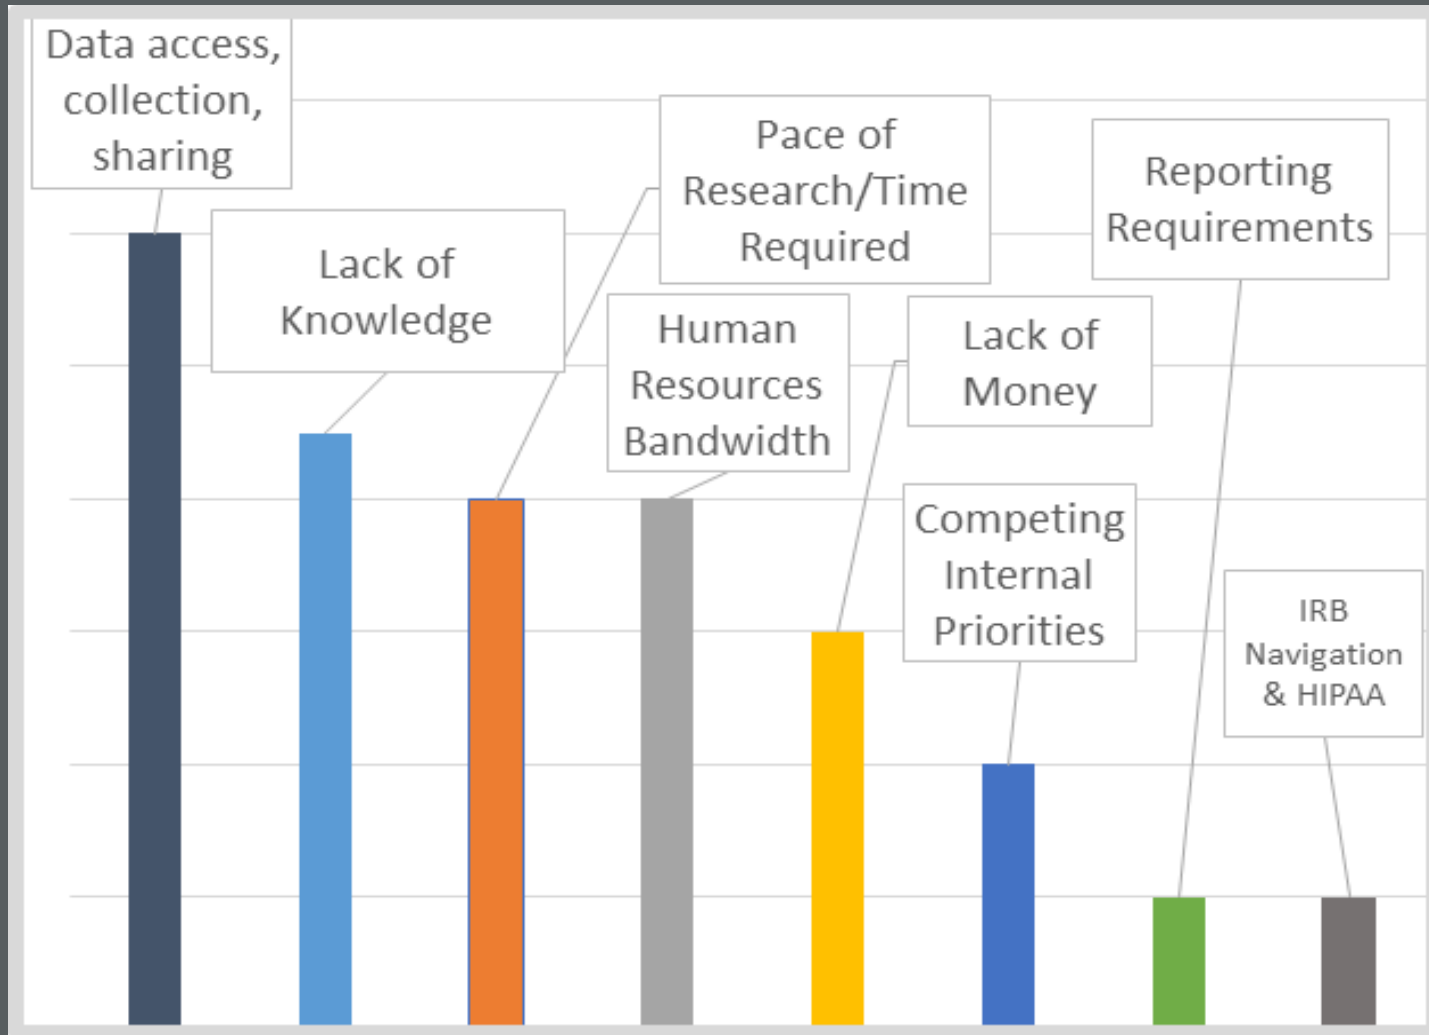 Data access,
collection,
sharing
Lack of
Knowledge
Pace of
Research/Time
Required
Human
Resources
Bandwidth
Lack of
Money
Competing
Internal
Priorities
Reporting
Requirements
IRB
Navigation
& HIPAA